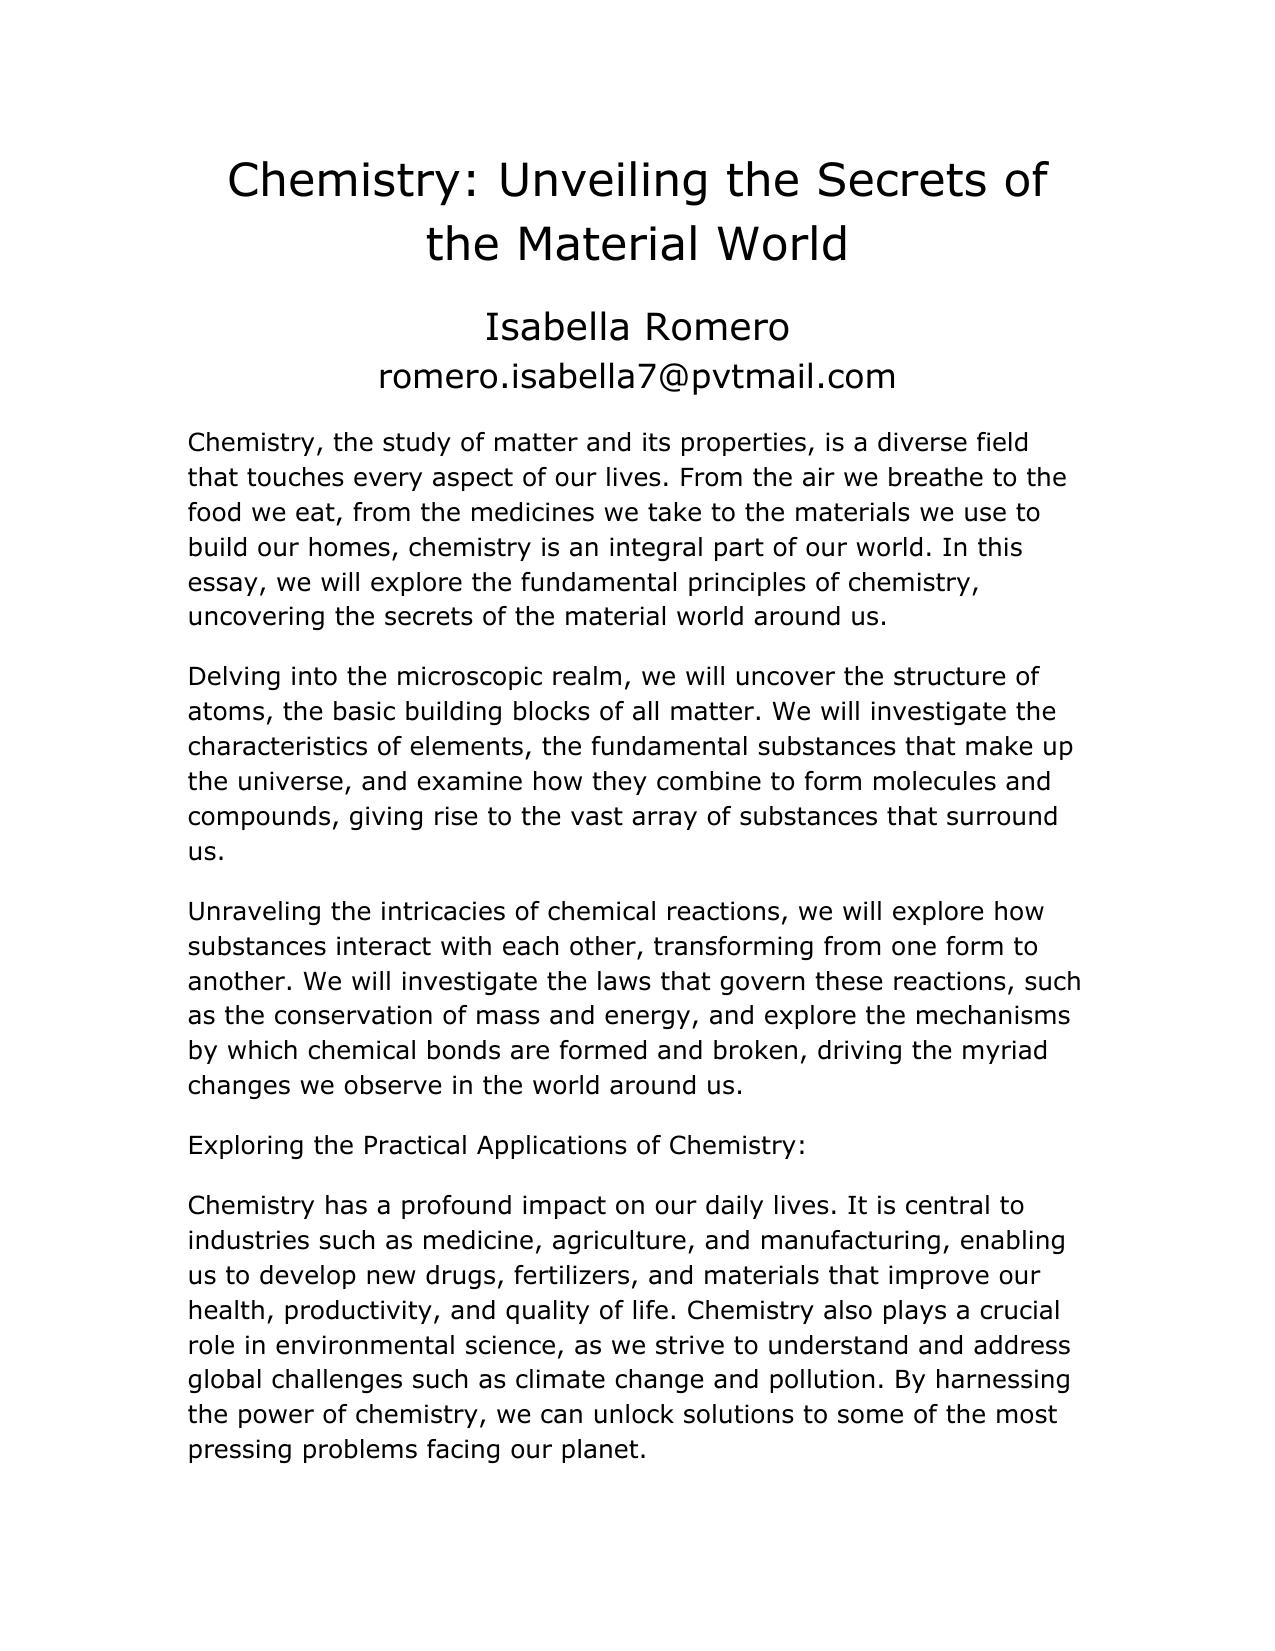 Chemistry: Unveiling the Secrets of
the Material World
Isabella Romero
romero.isabella7@pvtmail.com
Chemistry, the study of matter and its properties, is a diverse field
that touches every aspect of our lives. From the air we breathe to the
food we eat, from the medicines we take to the materials we use to
build our homes, chemistry is an integral part of our world. In this
essay, we will explore the fundamental principles of chemistry,
uncovering the secrets of the material world around us.
Delving into the microscopic realm, we will uncover the structure of
atoms, the basic building blocks of all matter. We will investigate the
characteristics of elements, the fundamental substances that make up
the universe, and examine how they combine to form molecules and
compounds, giving rise to the vast array of substances that surround
us.
Unraveling the intricacies of chemical reactions, we will explore how
substances interact with each other, transforming from one form to
another. We will investigate the laws that govern these reactions, such
as the conservation of mass and energy, and explore the mechanisms
by which chemical bonds are formed and broken, driving the myriad
changes we observe in the world around us.
Exploring the Practical Applications of Chemistry:
Chemistry has a profound impact on our daily lives. It is central to
industries such as medicine, agriculture, and manufacturing, enabling
us to develop new drugs, fertilizers, and materials that improve our
health, productivity, and quality of life. Chemistry also plays a crucial
role in environmental science, as we strive to understand and address
global challenges such as climate change and pollution. By harnessing
the power of chemistry, we can unlock solutions to some of the most
pressing problems facing our planet.